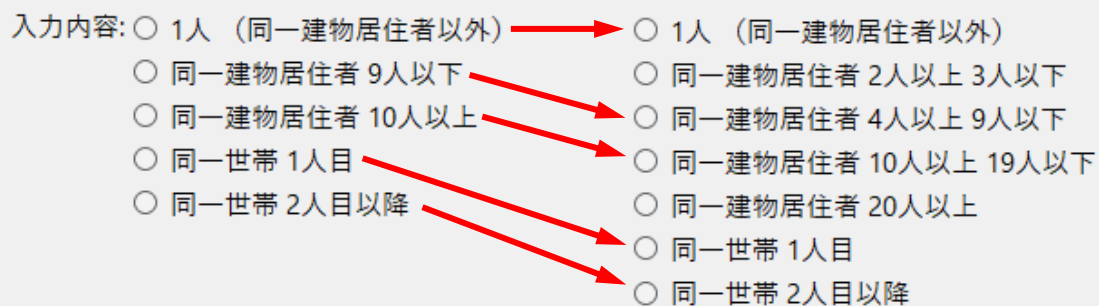 入力内容: 1人 （同一建物居住者以外）
同一建物居住者 9人以下
同一建物居住者 10人以上
同一世帯 1人目
同一世帯 2人目以降
1人 （同一建物居住者以外）
同一建物居住者 2人以上 3人以下
同一建物居住者 4人以上 9人以下
同一建物居住者 10人以上 19人以下
同一建物居住者 20人以上
同一世帯 1人目
同一世帯 2人目以降